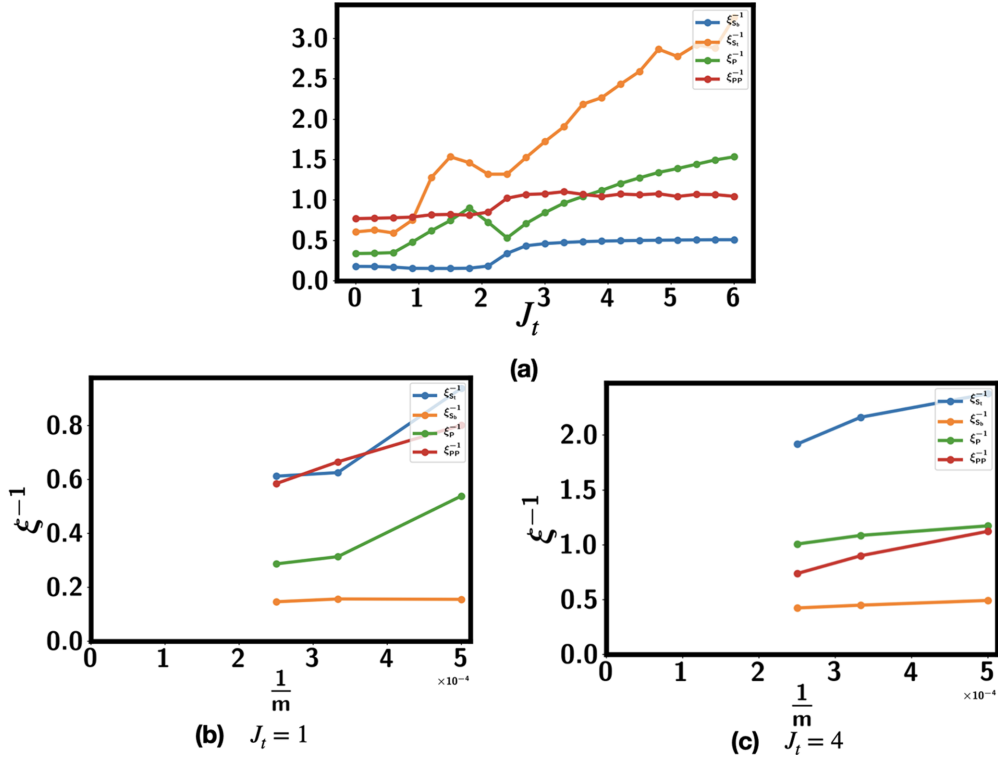 3.0
2.5
2.0
1.5
1.0
0.5
0.0
0 1 2 3 4 5 6
J_t
ξ_{S_b}^{-1}
ξ_{S_t}^{-1}
ξ_P^{-1}
ξ_{PP}^{-1}
(a)
ξ^{-1}
0.8
0.6
0.4
0.2
0.0
0 1 2 3 4 5
×10⁻⁴
1/m
ξ_{S_t}^{-1}
ξ_{S_b}^{-1}
ξ_P^{-1}
ξ_{PP}^{-1}
(b) J_t = 1
ξ^{-1}
2.0
1.5
1.0
0.5
0.0
0 1 2 3 4 5
×10⁻⁴
1/m
ξ_{S_t}^{-1}
ξ_{S_b}^{-1}
ξ_P^{-1}
ξ_{PP}^{-1}
(c) J_t = 4